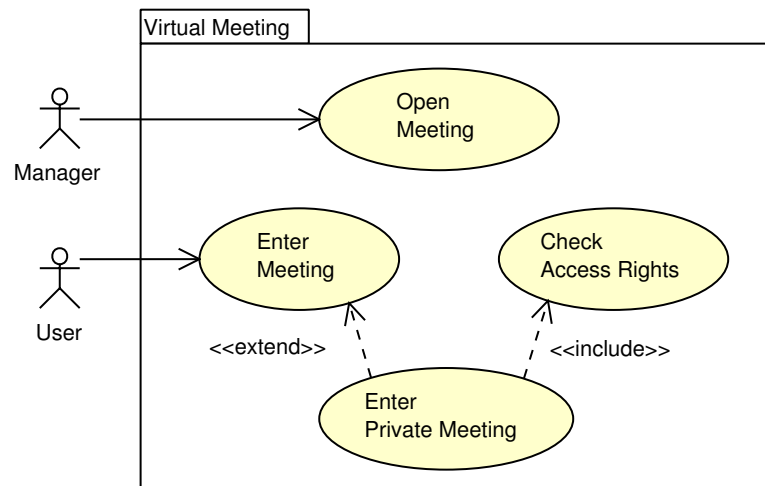 Virtual Meeting
Open
Meeting
Manager
Enter
Meeting
Check
Access Rights
User
<<extend>>
<<include>>
Enter
Private Meeting